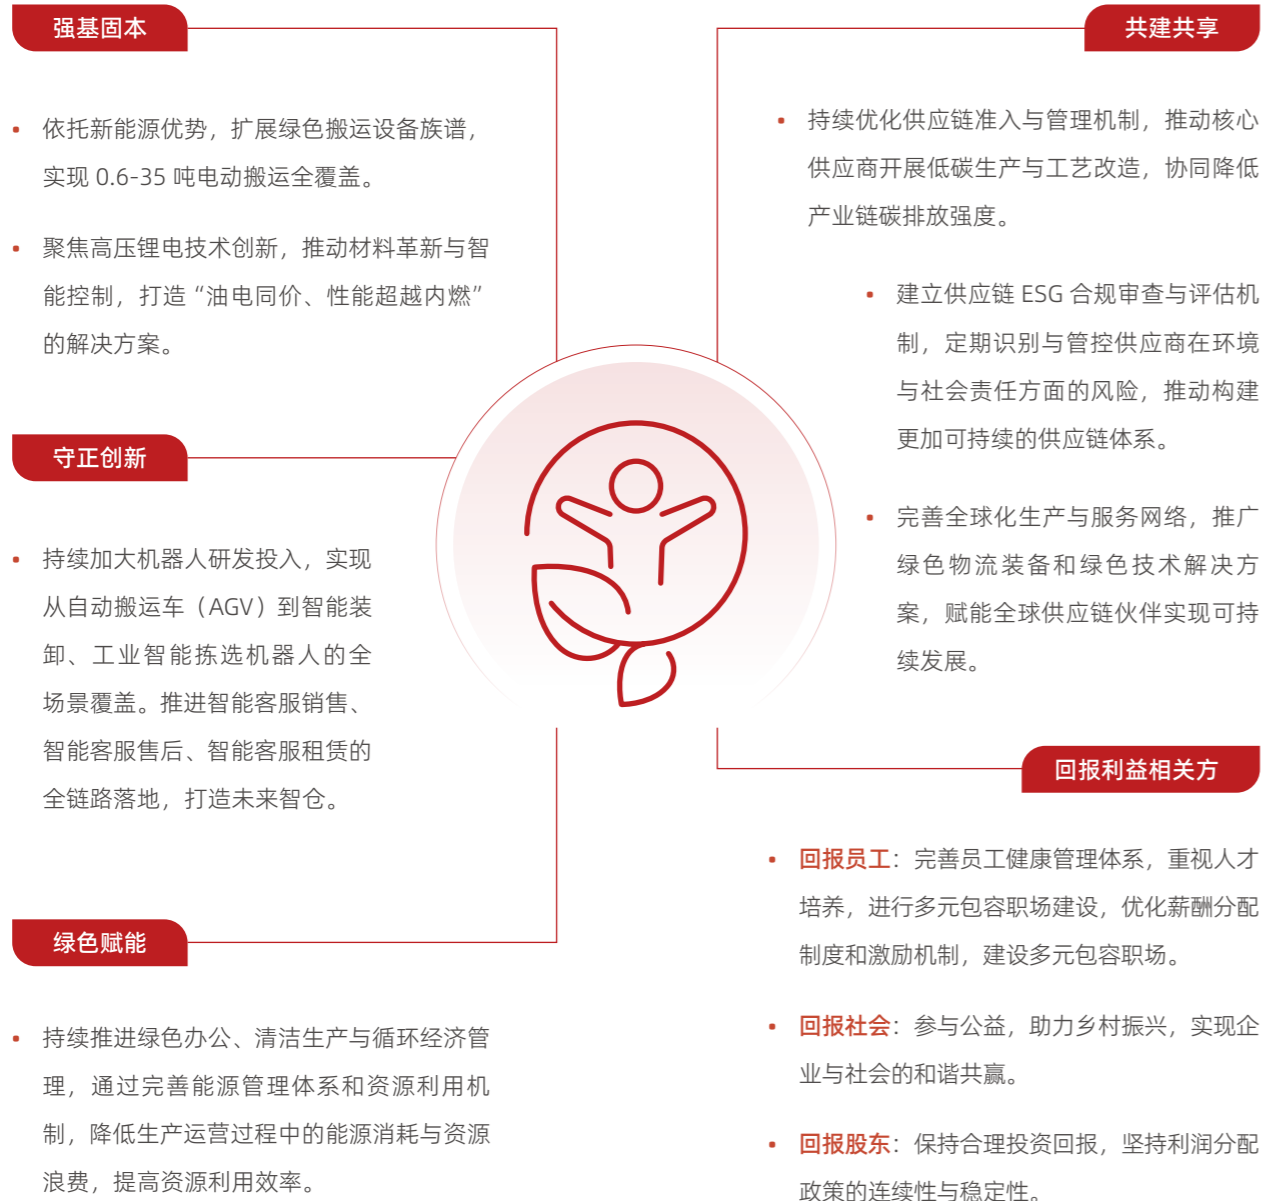 强基固本
依托新能源优势，扩展绿色搬运设备族谱，
实现 0.6-35 吨电动搬运全覆盖。
聚焦高压锂电技术创新，推动材料革新与智
能控制，打造“油电同价、性能超越内燃”
的解决方案。
守正创新
持续加大机器人研发投入，实现
从自动搬运车（AGV）到智能装
卸、工业智能拣选机器人的全
场景覆盖。推进智能客服销售、
智能客服售后、智能客服租赁的
全链路落地，打造未来智仓。
绿色赋能
持续推进绿色办公、清洁生产与循环经济管
理，通过完善能源管理体系和资源利用机
制，降低生产运营过程中的能源消耗与资源
浪费，提高资源利用效率。
共建共享
持续优化供应链准入与管理机制，推动核心
供应商开展低碳生产与工艺改造，协同降低
产业链碳排放强度。
建立供应链 ESG 合规审查与评估机
制，定期识别与管控供应商在环境
与社会责任方面的风险，推动构建
更加可持续的供应链体系。
完善全球化生产与服务网络，推广
绿色物流装备和绿色技术解决方
案，赋能全球供应链伙伴实现可持
续发展。
回报利益相关方
回报员工：完善员工健康管理体系，重视人才
培养，进行多元包容职场建设，优化薪酬分配
制度和激励机制，建设多元包容职场。
回报社会：参与公益，助力乡村振兴，实现企
业与社会的和谐共赢。
回报股东：保持合理投资回报，坚持利润分配
政策的连续性与稳定性。